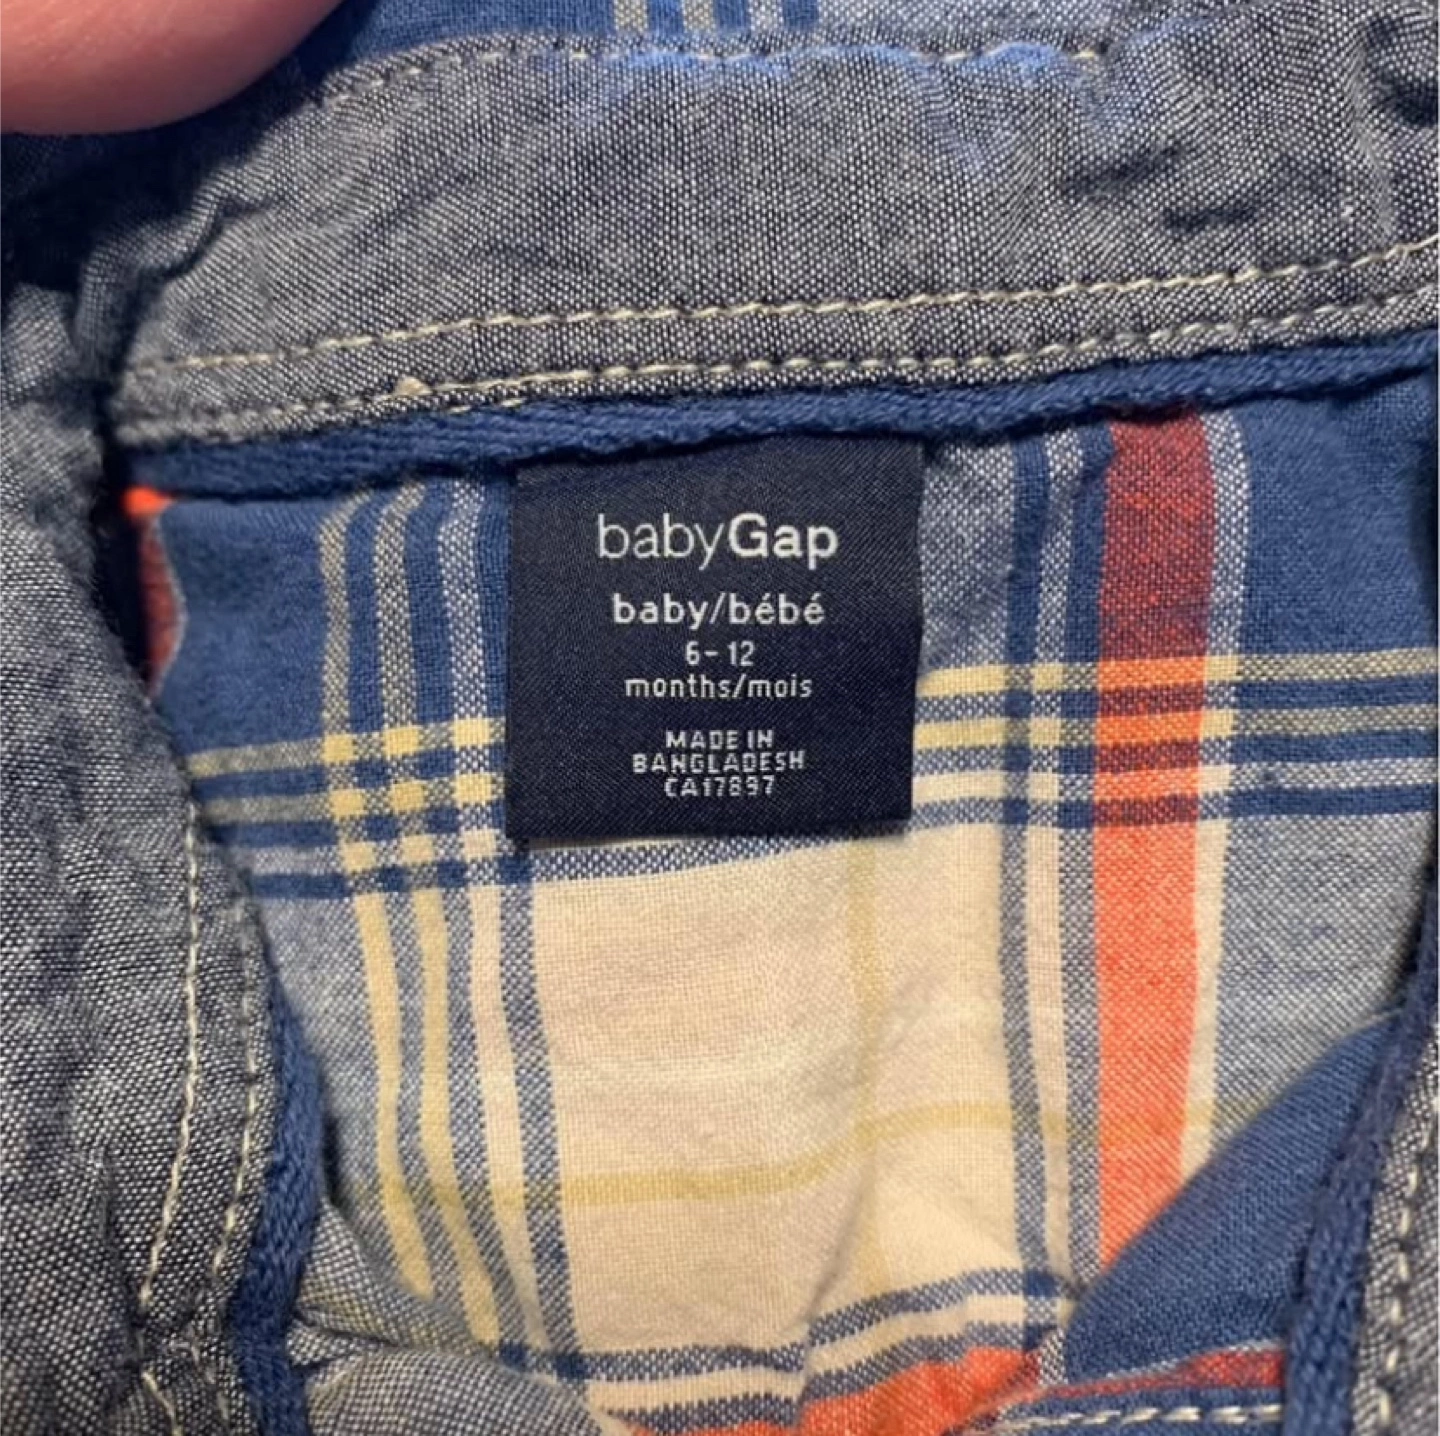 babyGap
baby/bébé
6-12
months/mois
MADE IN
BANGLADESH
CA17897